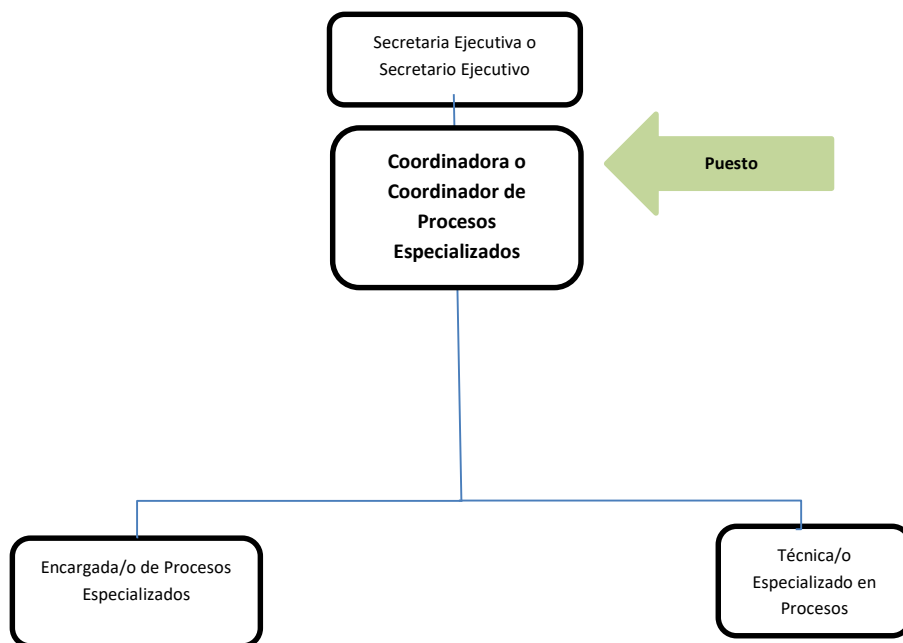 Secretaria Ejecutiva o
Secretario Ejecutivo
Coordinadora o
Coordinador de
Procesos
Especializados
Puesto
Encargada/o de Procesos
Especializados
Técnica/o
Especializado en
Procesos